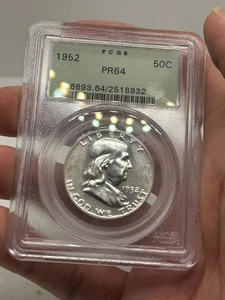 PCGS
1952 50C
PR64
6693.64/2518932
LIBERTY
1952
IN GOD WE TRUST